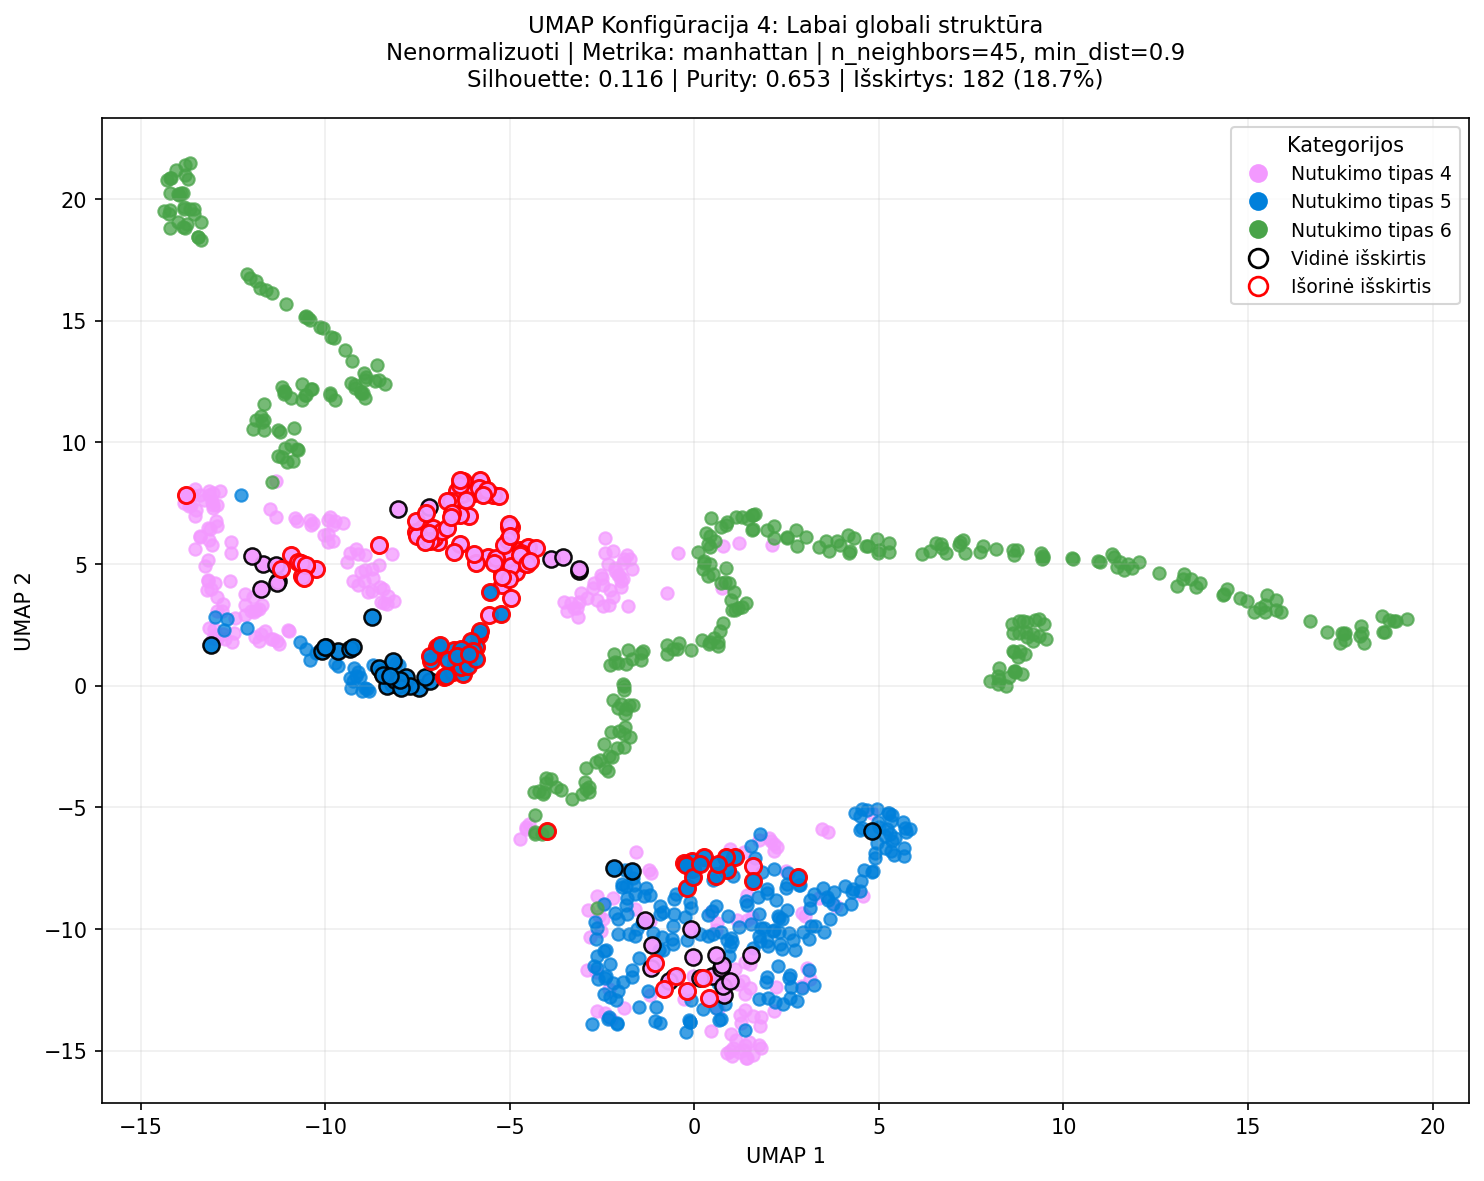 UMAP Konfigūracija 4: Labai globali struktūra
Nenormalizuoti | Metrika: manhattan | n_neighbors=45, min_dist=0.9
Silhouette: 0.116 | Purity: 0.653 | Išskirtys: 182 (18.7%)
Kategorijos
Nutukimo tipas 4
Nutukimo tipas 5
Nutukimo tipas 6
Vidinė išskirtis
Išorinė išskirtis
UMAP 2
20
15
10
5
0
−5
−10
−15
−15
−10
−5
0
5
10
15
20
UMAP 1